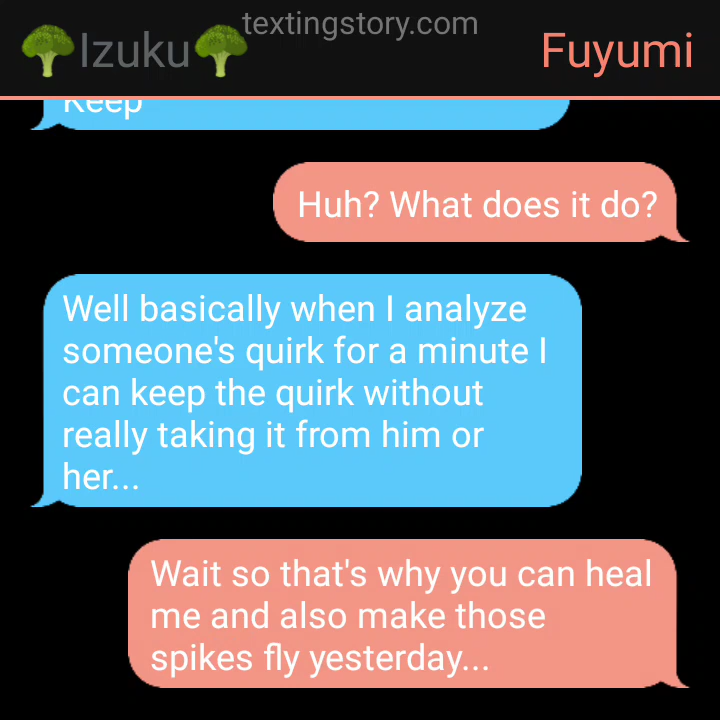 textingstory.com
🥦Izuku🥦
Fuyumi
Keep
Huh? What does it do?
Well basically when I analyze
someone's quirk for a minute I
can keep the quirk without
really taking it from him or
her...
Wait so that's why you can heal
me and also make those
spikes fly yesterday...